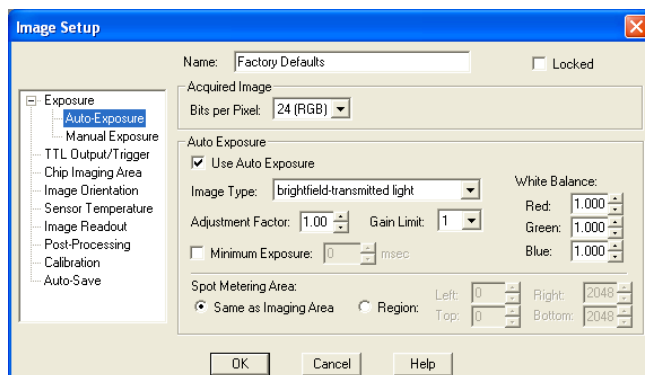 Image Setup
Name: Factory Defaults Locked
Exposure
Auto-Exposure
Manual Exposure
TTL Output/Trigger
Chip Imaging Area
Image Orientation
Sensor Temperature
Image Readout
Post-Processing
Calibration
Auto-Save
Acquired Image
Bits per Pixel: 24 (RGB)
Auto Exposure
Use Auto Exposure
Image Type: brightfield-transmitted light
Adjustment Factor: 1.00 Gain Limit: 1
Minimum Exposure: 0 msec
White Balance:
Red: 1.000
Green: 1.000
Blue: 1.000
Spot Metering Area:
Same as Imaging Area Region:
Left: 0 Right: 2048
Top: 0 Bottom: 2048
OK Cancel Help